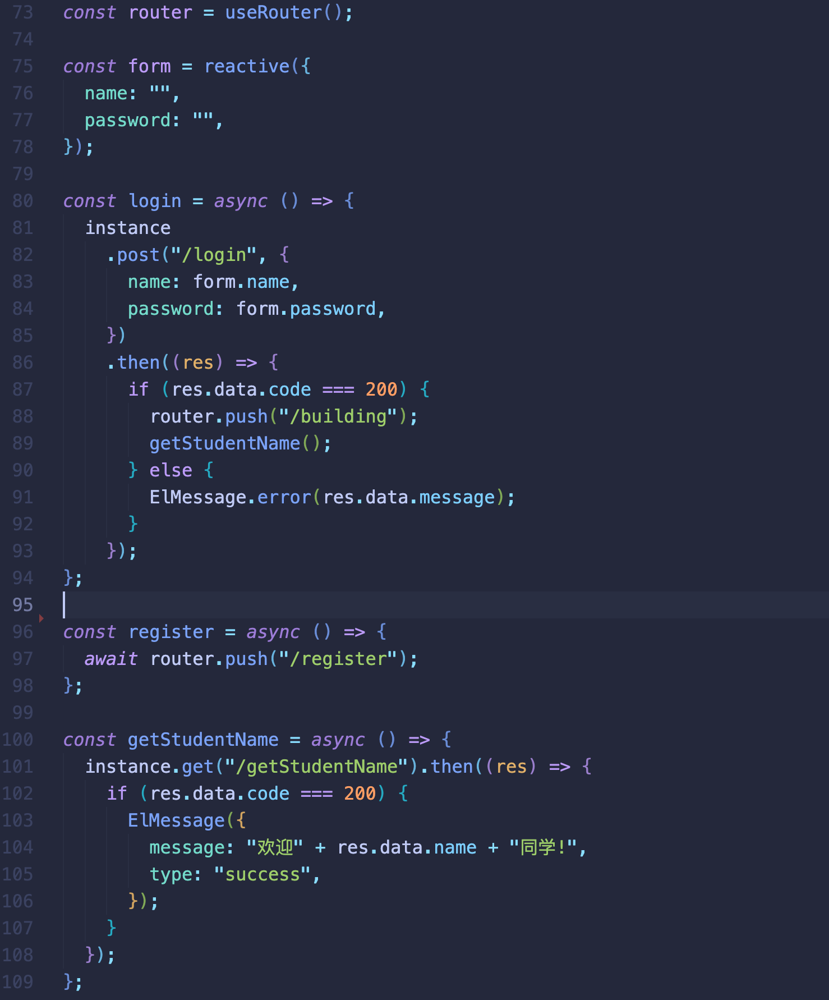 73 const router = useRouter();
74
75 const form = reactive({
76   name: "",
77   password: "",
78 });
79
80 const login = async () => {
81   instance
82     .post("/login", {
83       name: form.name,
84       password: form.password,
85     })
86     .then((res) => {
87       if (res.data.code === 200) {
88         router.push("/building");
89         getStudentName();
90       } else {
91         ElMessage.error(res.data.message);
92       }
93     });
94 };
95
96 const register = async () => {
97   await router.push("/register");
98 };
99
100 const getStudentName = async () => {
101   instance.get("/getStudentName").then((res) => {
102     if (res.data.code === 200) {
103       ElMessage({
104         message: "欢迎" + res.data.name + "同学!",
105         type: "success",
106       });
107     }
108   });
109 };